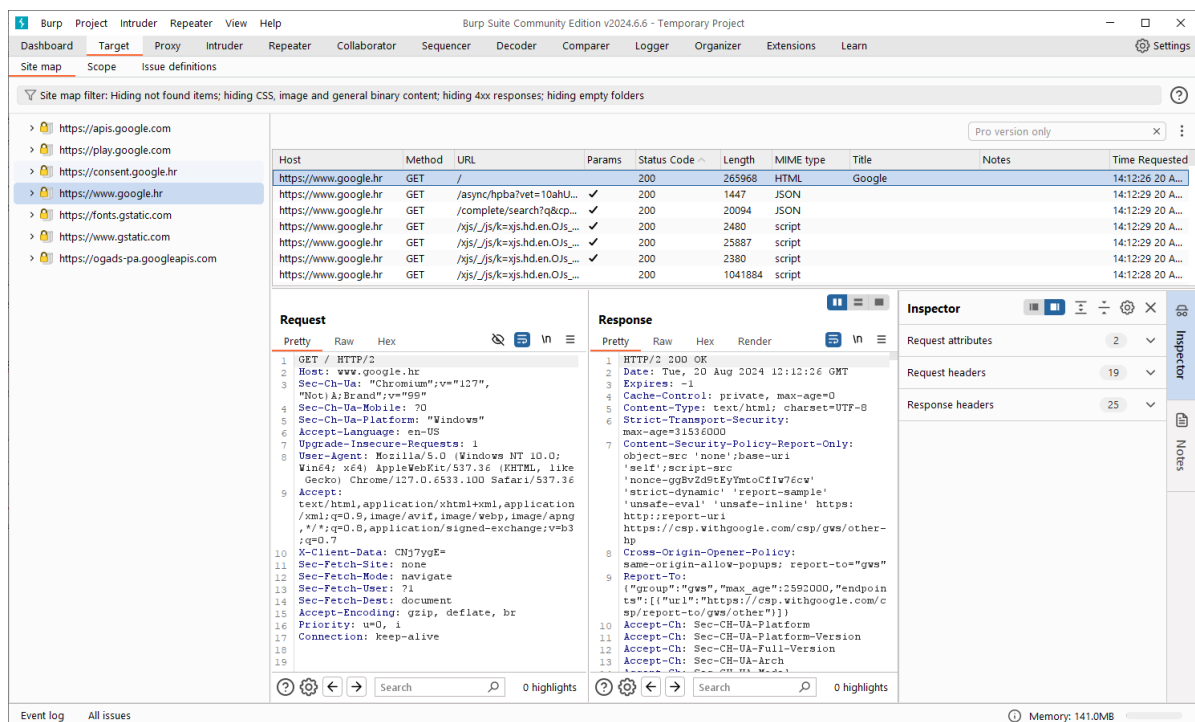 Burp Project Intruder Repeater View Help Burp Suite Community Edition v2024.6.6 - Temporary Project
Dashboard Target Proxy Intruder Repeater Collaborator Sequencer Decoder Comparer Logger Organizer Extensions Learn Settings
Site map Scope Issue definitions
Site map filter: Hiding not found items; hiding CSS, image and general binary content; hiding 4xx responses; hiding empty folders
https://apis.google.com
https://play.google.com
https://consent.google.hr
https://www.google.hr
https://fonts.gstatic.com
https://www.gstatic.com
https://ogads-pa.googleapis.com
Pro version only
Host Method URL Params Status Code Length MIME type Title Notes Time Requested
https://www.google.hr GET / 200 265968 HTML Google 14:12:26 20 A...
https://www.google.hr GET /async/hpba?vet=10ahU... ✓ 200 1447 JSON 14:12:29 20 A...
https://www.google.hr GET /complete/search?q&cp... ✓ 200 20094 JSON 14:12:29 20 A...
https://www.google.hr GET /xjs/_/js/k=xjs.hd.en.OJs_... ✓ 200 2480 script 14:12:29 20 A...
https://www.google.hr GET /xjs/_/js/k=xjs.hd.en.OJs_... ✓ 200 25887 script 14:12:29 20 A...
https://www.google.hr GET /xjs/_/js/k=xjs.hd.en.OJs_... ✓ 200 2380 script 14:12:29 20 A...
https://www.google.hr GET /xjs/_/js/k=xjs.hd.en.OJs_... 200 1041884 script 14:12:28 20 A...
Request
Pretty Raw Hex \n
1 GET / HTTP/2
2 Host: www.google.hr
3 Sec-Ch-Ua: "Chromium";v="127",
"Not)A;Brand";v="99"
4 Sec-Ch-Ua-Mobile: ?0
5 Sec-Ch-Ua-Platform: "Windows"
6 Accept-Language: en-US
7 Upgrade-Insecure-Requests: 1
8 User-Agent: Mozilla/5.0 (Windows NT 10.0;
Win64; x64) AppleWebKit/537.36 (KHTML, like
Gecko) Chrome/127.0.6533.100 Safari/537.36
9 Accept:
text/html,application/xhtml+xml,application
/xml;q=0.9,image/avif,image/webp,image/apng
,*/*;q=0.8,application/signed-exchange;v=b3
;q=0.7
10 X-Client-Data: CNj7ygE=
11 Sec-Fetch-Site: none
12 Sec-Fetch-Mode: navigate
13 Sec-Fetch-User: ?1
14 Sec-Fetch-Dest: document
15 Accept-Encoding: gzip, deflate, br
16 Priority: u=0, i
17 Connection: keep-alive
18
19
Search 0 highlights
Response
Pretty Raw Hex Render \n
1 HTTP/2 200 OK
2 Date: Tue, 20 Aug 2024 12:12:26 GMT
3 Expires: -1
4 Cache-Control: private, max-age=0
5 Content-Type: text/html; charset=UTF-8
6 Strict-Transport-Security:
max-age=31536000
7 Content-Security-Policy-Report-Only:
object-src 'none';base-uri
'self';script-src
'nonce-ggBvZd9tEyYmtoCfIw76cw'
'strict-dynamic' 'report-sample'
'unsafe-eval' 'unsafe-inline' https:
http:;report-uri
https://csp.withgoogle.com/csp/gws/other-
hp
8 Cross-Origin-Opener-Policy:
same-origin-allow-popups; report-to="gws"
9 Report-To:
{"group":"gws","max_age":2592000,"endpoin
ts":[{"url":"https://csp.withgoogle.com/c
sp/report-to/gws/other"}]}
10 Accept-Ch: Sec-CH-UA-Platform
11 Accept-Ch: Sec-CH-UA-Platform-Version
12 Accept-Ch: Sec-CH-UA-Full-Version
13 Accept-Ch: Sec-CH-UA-Arch
Search 0 highlights
Inspector
Request attributes 2
Request headers 19
Response headers 25
Inspector
Notes
Event log All issues Memory: 141.0MB